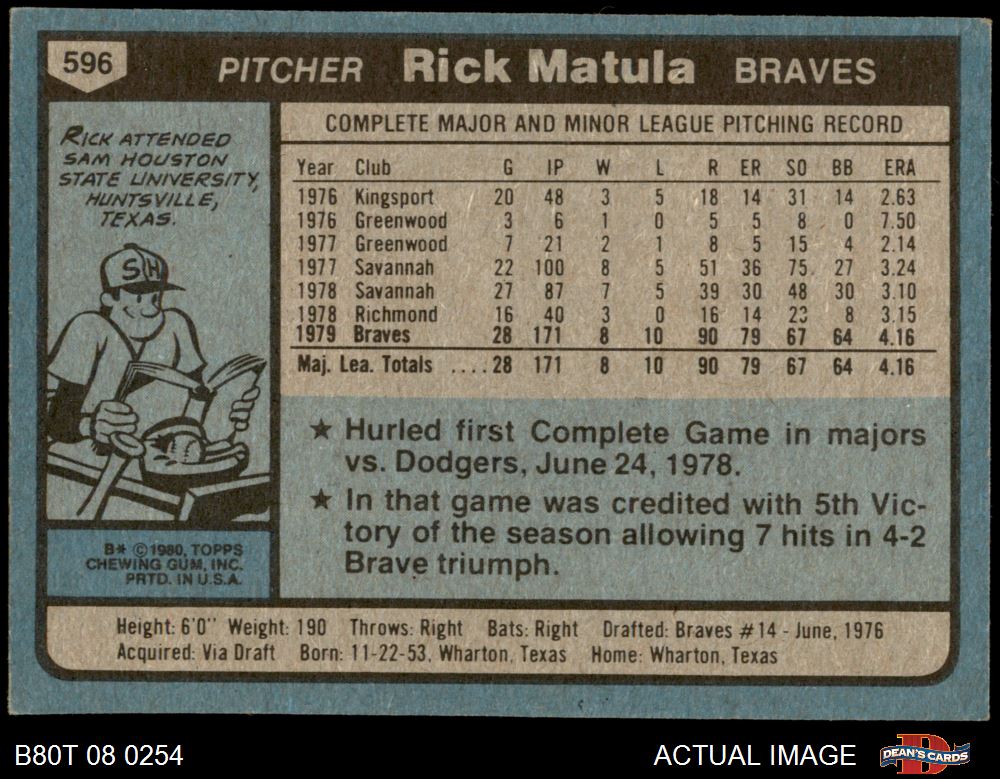 596
PITCHER Rick Matula BRAVES
RICK ATTENDED
SAM HOUSTON
STATE UNIVERSITY,
HUNTSVILLE,
TEXAS.
SH
B* ©1980, TOPPS
CHEWING GUM, INC.
PRTD. IN U.S.A.
COMPLETE MAJOR AND MINOR LEAGUE PITCHING RECORD
Year Club G IP W L R ER SO BB ERA
1976 Kingsport 20 48 3 5 18 14 31 14 2.63
1976 Greenwood 3 6 1 0 5 5 8 0 7.50
1977 Greenwood 7 21 2 1 8 5 15 4 2.14
1977 Savannah 22 100 8 5 51 36 75 27 3.24
1978 Savannah 27 87 7 5 39 30 48 30 3.10
1978 Richmond 16 40 3 0 16 14 23 8 3.15
1979 Braves 28 171 8 10 90 79 67 64 4.16
Maj. Lea. Totals ....28 171 8 10 90 79 67 64 4.16
★ Hurled first Complete Game in majors
vs. Dodgers, June 24, 1978.
★ In that game was credited with 5th Vic-
tory of the season allowing 7 hits in 4-2
Brave triumph.
Height: 6'0" Weight: 190 Throws: Right Bats: Right Drafted: Braves #14 - June, 1976
Acquired: Via Draft Born: 11-22-53, Wharton, Texas Home: Wharton, Texas
B80T 08 0254
ACTUAL IMAGE
D
DEAN'S CARDS